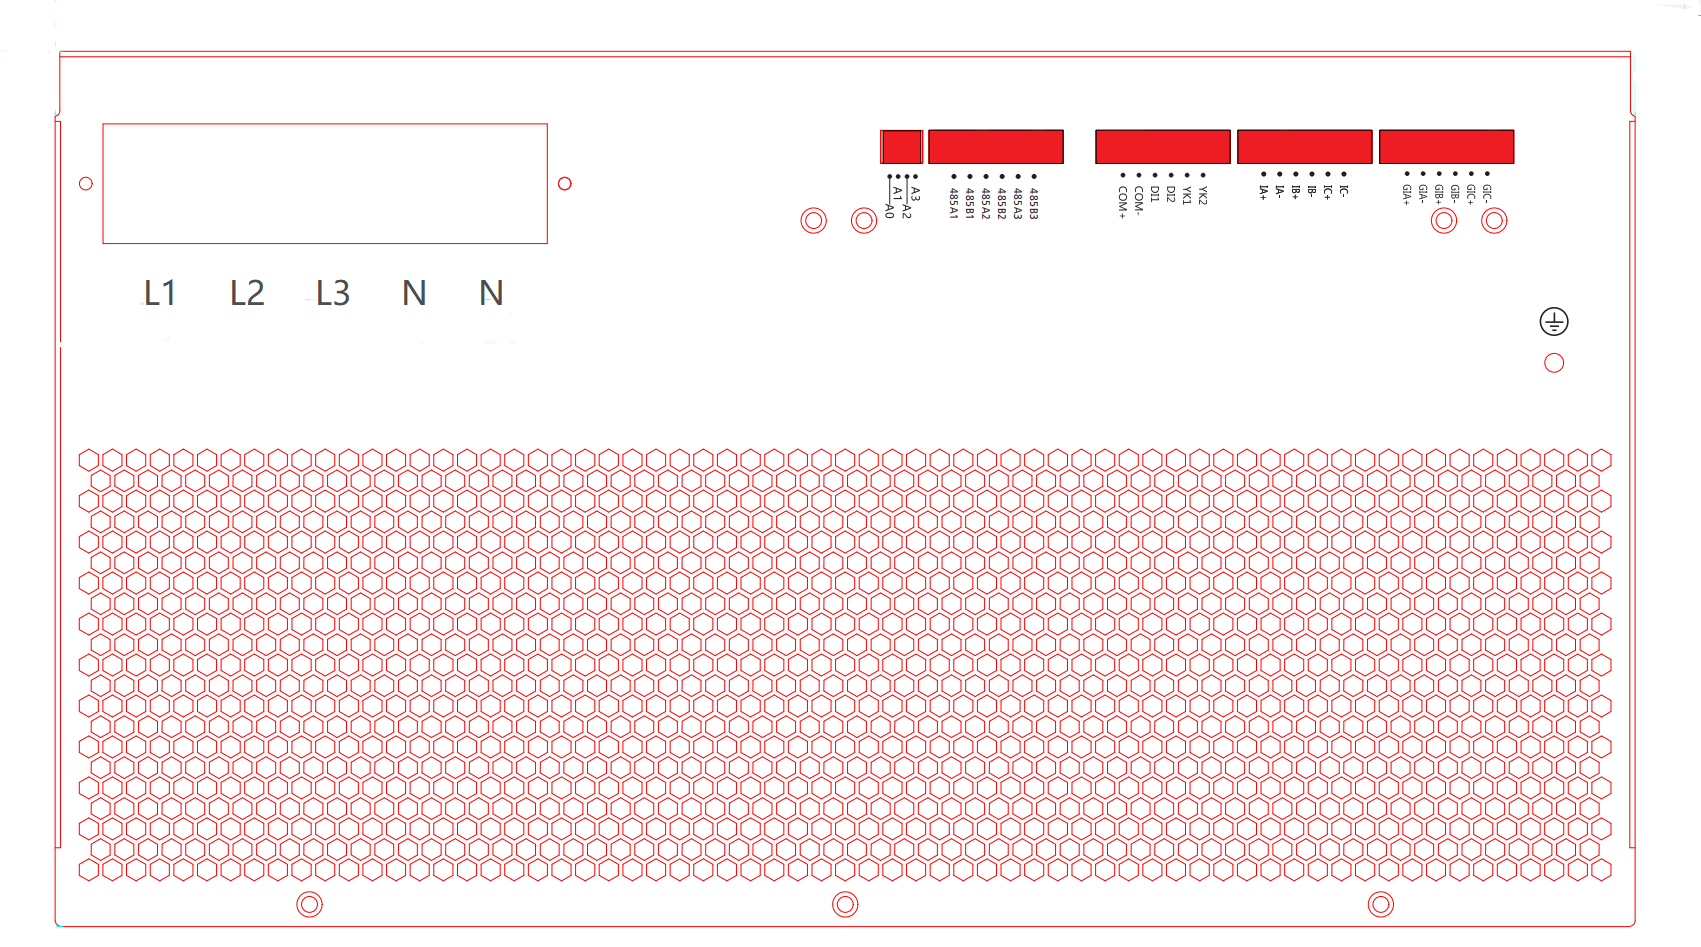 A0 A1 A2 A3
485A1 485B1 485A2 485B2 485A3 485B3
COM+ COM- DI1 DI2 YK1 YK2
IA+ IA- IB+ IB- IC+ IC-
GIA+ GIA- GIB+ GIB- GIC+ GIC-
L1 L2 L3 N N